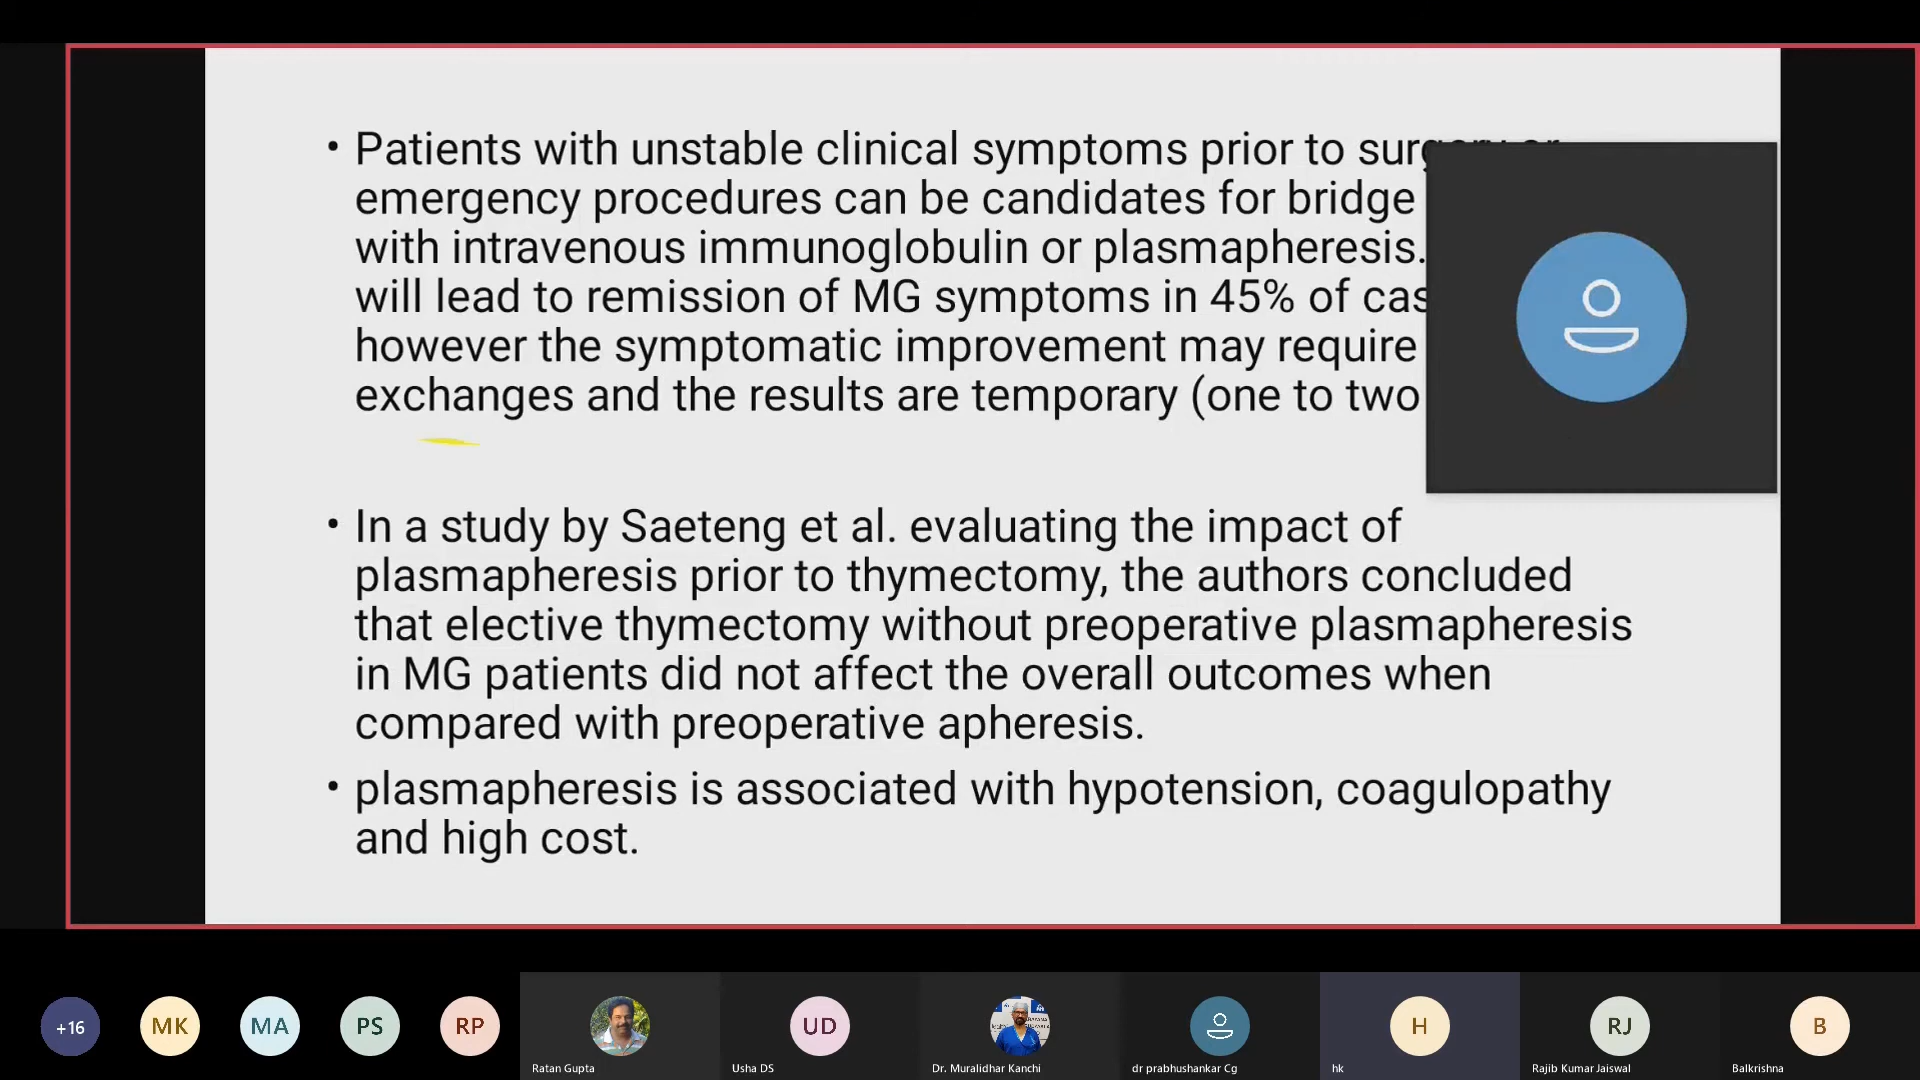 • Patients with unstable clinical symptoms prior to surgery or
emergency procedures can be candidates for bridge
with intravenous immunoglobulin or plasmapheresis.
will lead to remission of MG symptoms in 45% of
however the symptomatic improvement may require
exchanges and the results are temporary (one to two
• In a study by Saeteng et al. evaluating the impact of
plasmapheresis prior to thymectomy, the authors concluded
that elective thymectomy without preoperative plasmapheresis
in MG patients did not affect the overall outcomes when
compared with preoperative apheresis.
• plasmapheresis is associated with hypotension, coagulopathy
and high cost.
+16 MK MA PS RP UD H RJ B
Ratan Gupta Usha DS Dr. Muralidhar Kanchi dr prabhushankar Cg hk Rajib Kumar Jaiswal Balkrishna